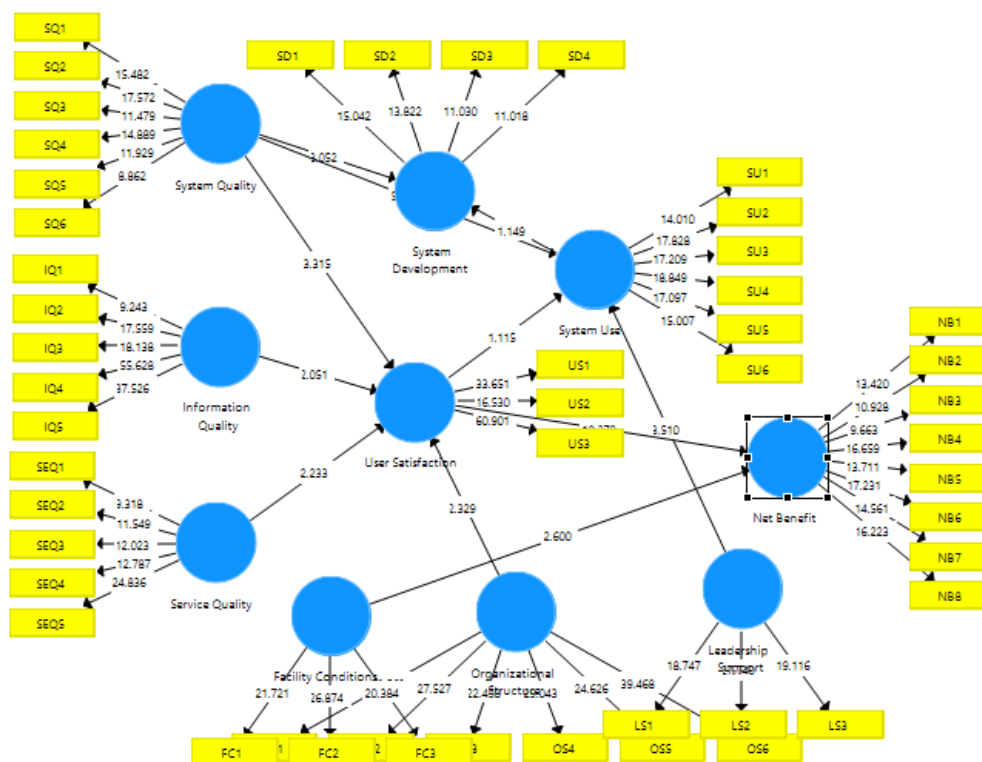 SQ1
SQ2
SQ3
SQ4
SQ5
SQ6
15.482
17.572
11.479
14.889
11.929
8.862
System Quality
SD1
SD2
SD3
SD4
15.042
13.822
11.030
11.018
3.052
System
Development
1.149
SU1
SU2
SU3
SU4
SU5
SU6
14.010
17.828
17.209
18.849
17.097
15.007
System Use
3.315
1.115
IQ1
IQ2
IQ3
IQ4
IQ5
9.243
17.559
18.138
55.628
37.526
Information
Quality
2.051
User Satisfaction
US1
US2
US3
33.651
16.530
60.901
3.510
NB1
NB2
NB3
NB4
NB5
NB6
NB7
NB8
13.420
10.928
9.663
16.659
13.711
17.231
14.561
16.223
Net Benefit
SEQ1
SEQ2
SEQ3
SEQ4
SEQ5
11.549
12.023
12.787
24.836
Service Quality
2.233
2.329
2.600
Facility Conditions
21.721
26.874
20.384
FC1
FC2
FC3
Organizational
Structure
27.527
24.626
39.468
OS4
OS5
OS6
Leadership
Support
18.747
19.116
LS1
LS2
LS3